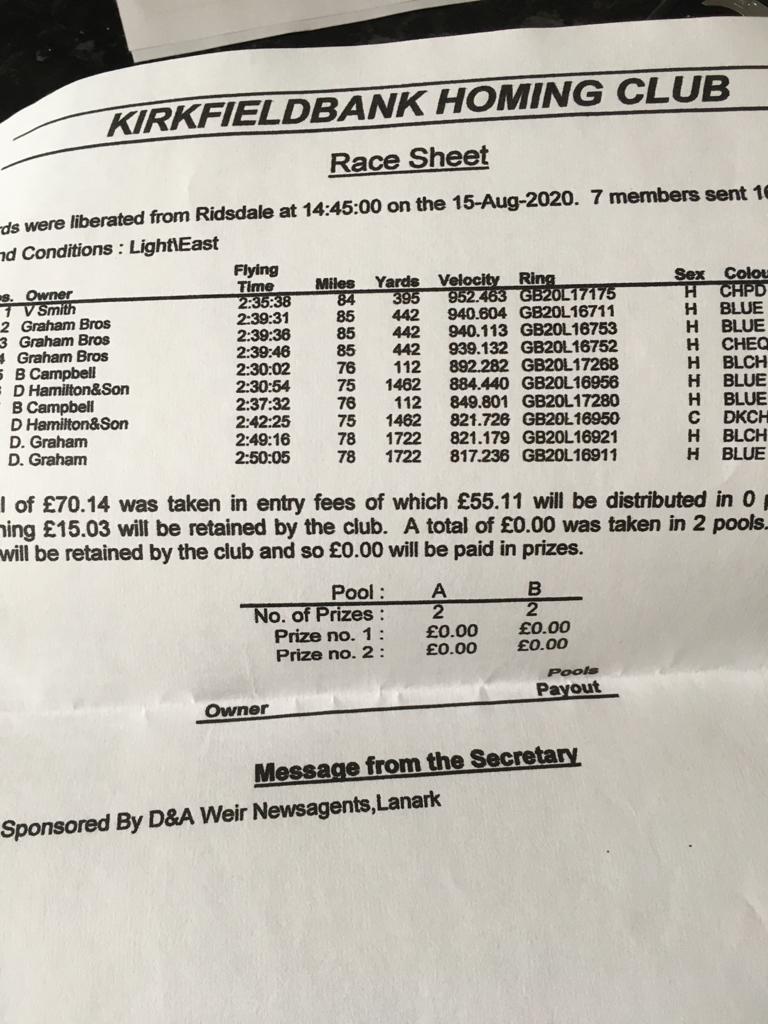 KIRKFIELDBANK HOMING CLUB
Race Sheet
were liberated from Ridsdale at 14:45:00 on the 15-Aug-2020. 7 members sent
Conditions : Light\East
Owner Flying Time Miles Yards Velocity Ring Sex
1 V Smith 2:35:38 84 395 952.463 GB20L17175 H CHPD
2 Graham Bros 2:39:31 85 442 940.604 GB20L16711 H BLUE
3 Graham Bros 2:39:36 85 442 940.113 GB20L16753 H BLUE
Graham Bros 2:39:46 85 442 939.132 GB20L16752 H CHEQ
B Campbell 2:30:02 76 112 892.282 GB20L17268 H BLCH
D Hamilton&Son 2:30:54 75 1462 884.440 GB20L16956 H BLUE
B Campbell 2:37:32 76 112 849.801 GB20L17280 H BLUE
D Hamilton&Son 2:42:25 75 1462 821.726 GB20L16950 C DKCH
D. Graham 2:49:16 78 1722 821.179 GB20L16921 H BLCH
D. Graham 2:50:05 78 1722 817.236 GB20L16911 H BLUE
of £70.14 was taken in entry fees of which £55.11 will be distributed in 0
£15.03 will be retained by the club. A total of £0.00 was taken in 2 pools.
will be retained by the club and so £0.00 will be paid in prizes.
Pool : A B
No. of Prizes : 2 2
Prize no. 1 : £0.00 £0.00
Prize no. 2 : £0.00 £0.00
Pools
Owner Payout
Message from the Secretary
Sponsored By D&A Weir Newsagents,Lanark